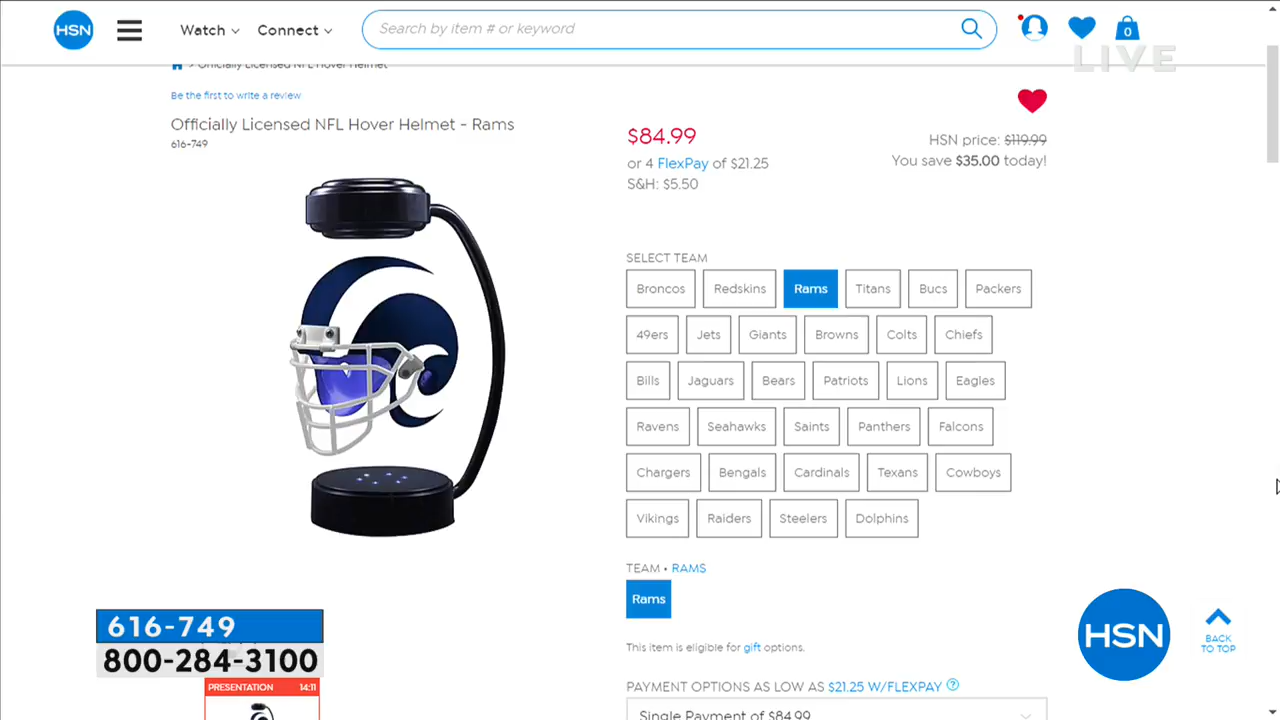 HSN
Watch
Connect
Search by item # or keyword
0
LIVE
> Officially Licensed NFL Hover Helmet
Be the first to write a review
Officially Licensed NFL Hover Helmet - Rams
616-749
$84.99
or 4 FlexPay of $21.25
S&H: $5.50
HSN price: $119.99
You save $35.00 today!
SELECT TEAM
Broncos Redskins Rams Titans Bucs Packers
49ers Jets Giants Browns Colts Chiefs
Bills Jaguars Bears Patriots Lions Eagles
Ravens Seahawks Saints Panthers Falcons
Chargers Bengals Cardinals Texans Cowboys
Vikings Raiders Steelers Dolphins
TEAM • RAMS
Rams
This item is eligible for gift options.
PAYMENT OPTIONS AS LOW AS $21.25 W/FLEXPAY ?
Single Payment of $84.99
616-749
800-284-3100
PRESENTATION 14:11
HSN
BACK
TO TOP